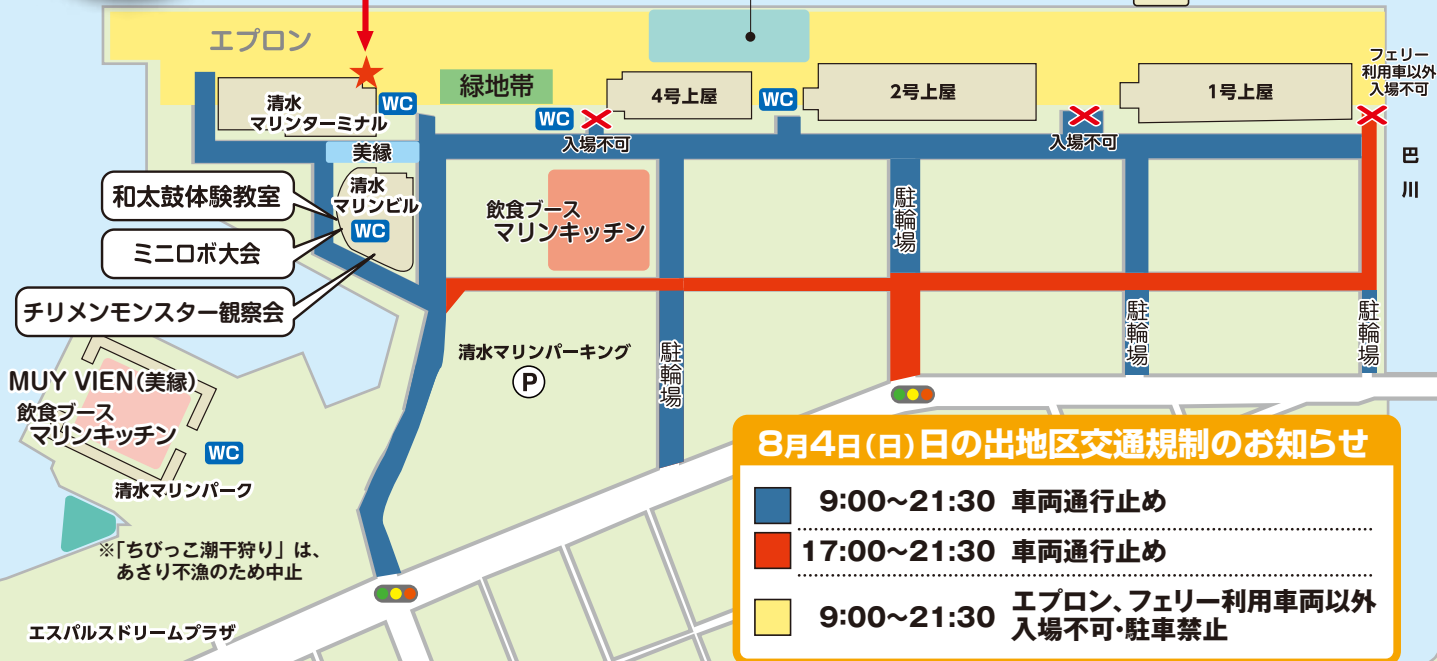 エプロン
フェリー
利用車以外
入場不可
緑地帯
4号上屋
2号上屋
1号上屋
清水
マリンターミナル
WC
WC
WC
入場不可
入場不可
巴川
美縁
和太鼓体験教室
清水
マリンビル
WC
ミニロボ大会
チリメンモンスター観察会
飲食ブース
マリンキッチン
駐輪場
駐輪場
駐輪場
駐輪場
清水マリンパーキング
P
MUY VIEN(美縁)
飲食ブース
マリンキッチン
WC
清水マリンパーク
※「ちびっこ潮干狩り」は、
あさり不漁のため中止
エスパルスドリームプラザ
8月4日(日)日の出地区交通規制のお知らせ
9:00〜21:30 車両通行止め
17:00〜21:30 車両通行止め
9:00〜21:30 エプロン、フェリー利用車両以外
入場不可・駐車禁止